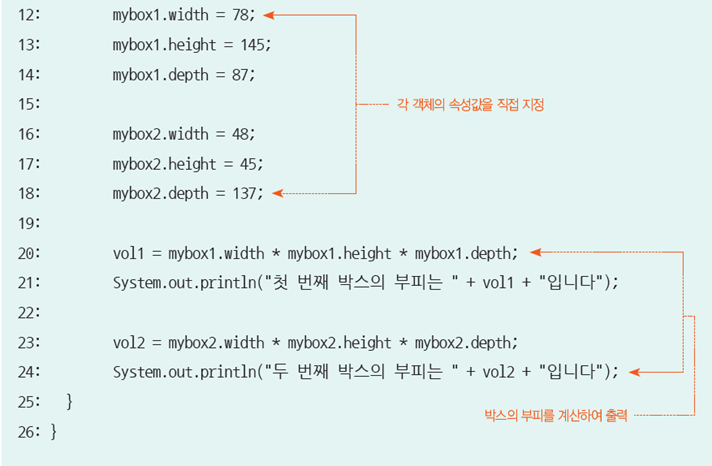 12: mybox1.width = 78;
13: mybox1.height = 145;
14: mybox1.depth = 87;
15:
각 객체의 속성값을 직접 지정
16: mybox2.width = 48;
17: mybox2.height = 45;
18: mybox2.depth = 137;
19:
20: vol1 = mybox1.width * mybox1.height * mybox1.depth;
21: System.out.println("첫 번째 박스의 부피는 " + vol1 + "입니다");
22:
23: vol2 = mybox2.width * mybox2.height * mybox2.depth;
24: System.out.println("두 번째 박스의 부피는 " + vol2 + "입니다");
25: }
박스의 부피를 계산하여 출력
26: }